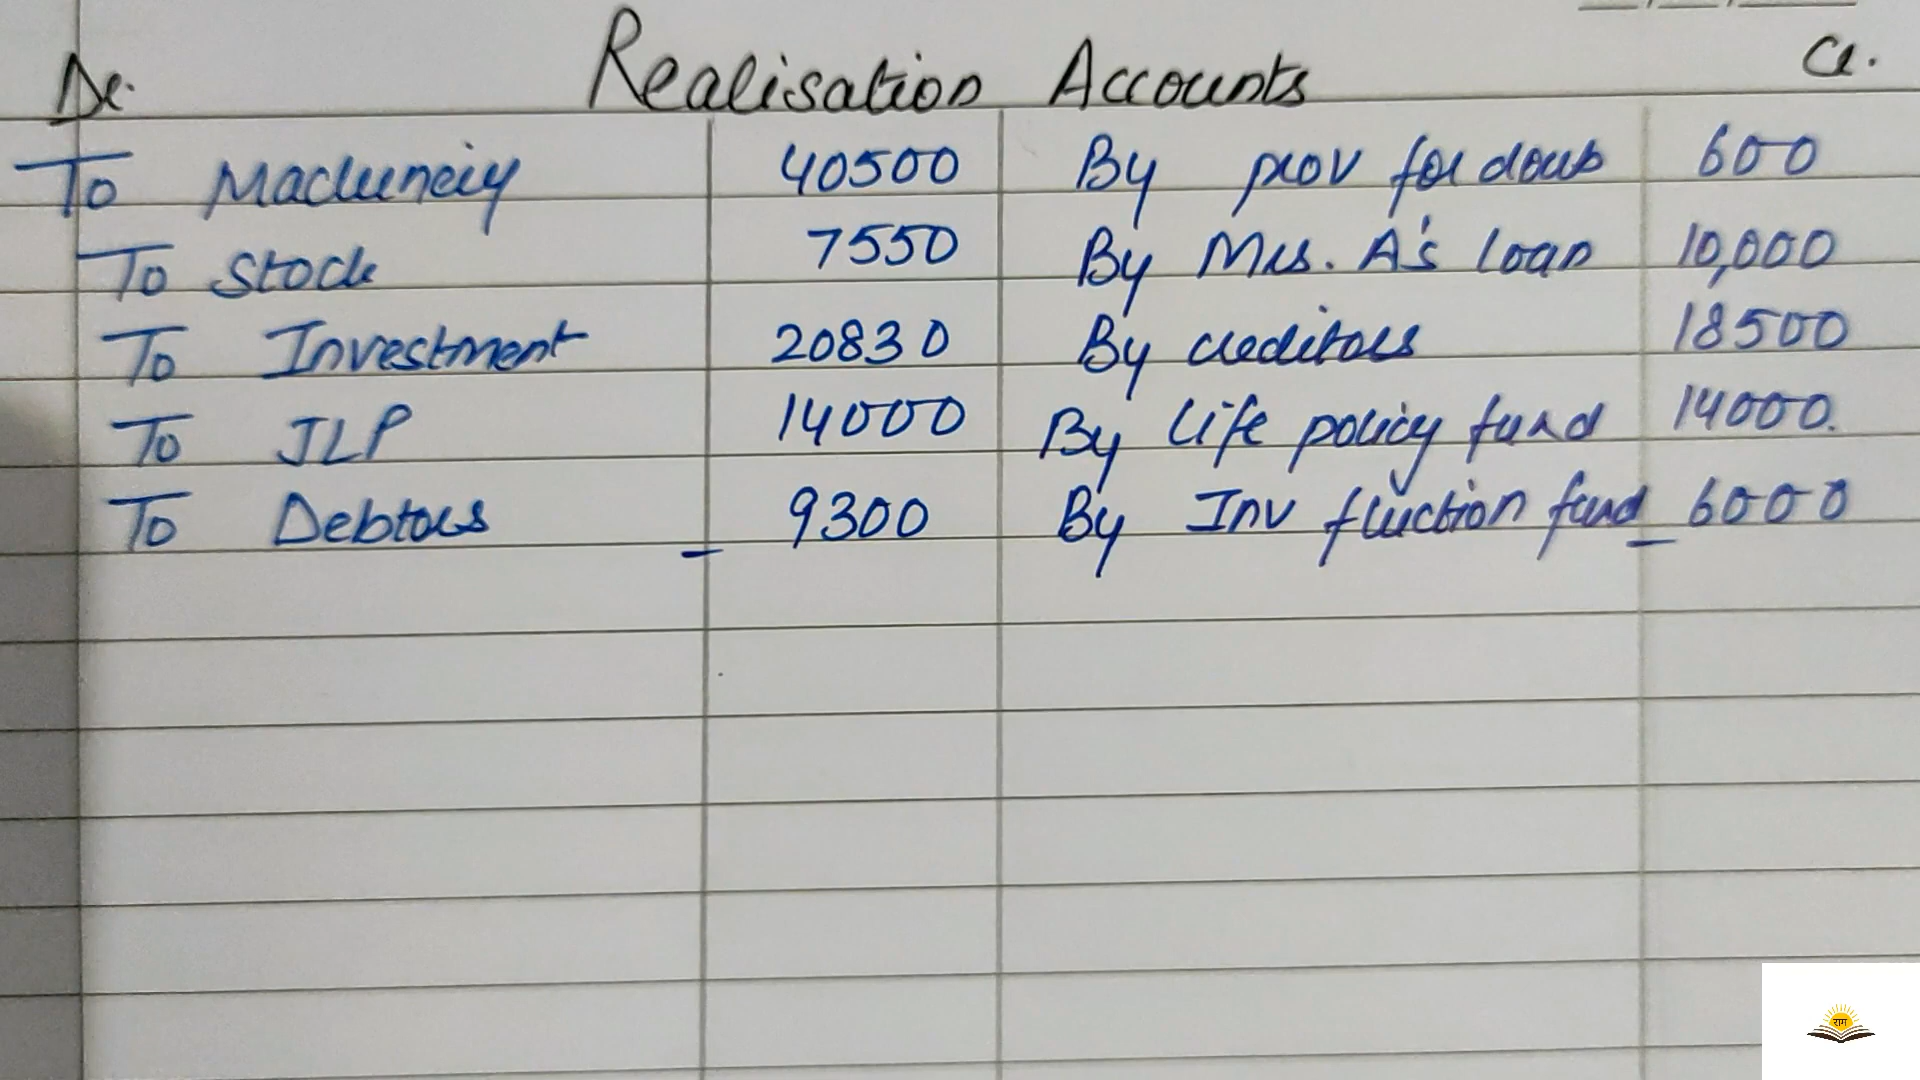 Dr. Realisation Accounts Cr.
To Machinery 40500 By prov for doub 600
To Stock 7550 By Mrs. A's loan 10,000
To Investment 20830 By creditors 18500
To JLP 14000 By Life policy fund 14000.
To Debtors 9300 By Inv fluction fund 6000
राम